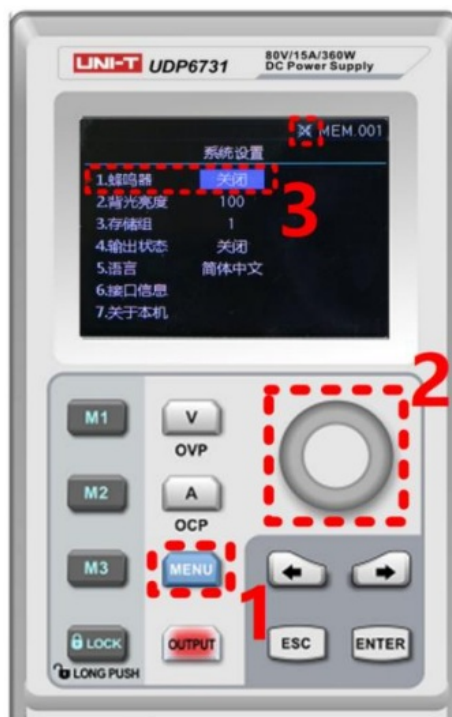 UNI-T UDP6731 80V/15A/360W
DC Power Supply
MEM.001
系统设置
1.蜂鸣器 关闭
2.背光亮度 100
3.存储组 1
4.输出状态 关闭
5.语言 简体中文
6.接口信息
7.关于本机
3
2
M1 V
OVP
M2 A
OCP
M3 MENU
1
LOCK OUTPUT ESC ENTER
LONG PUSH